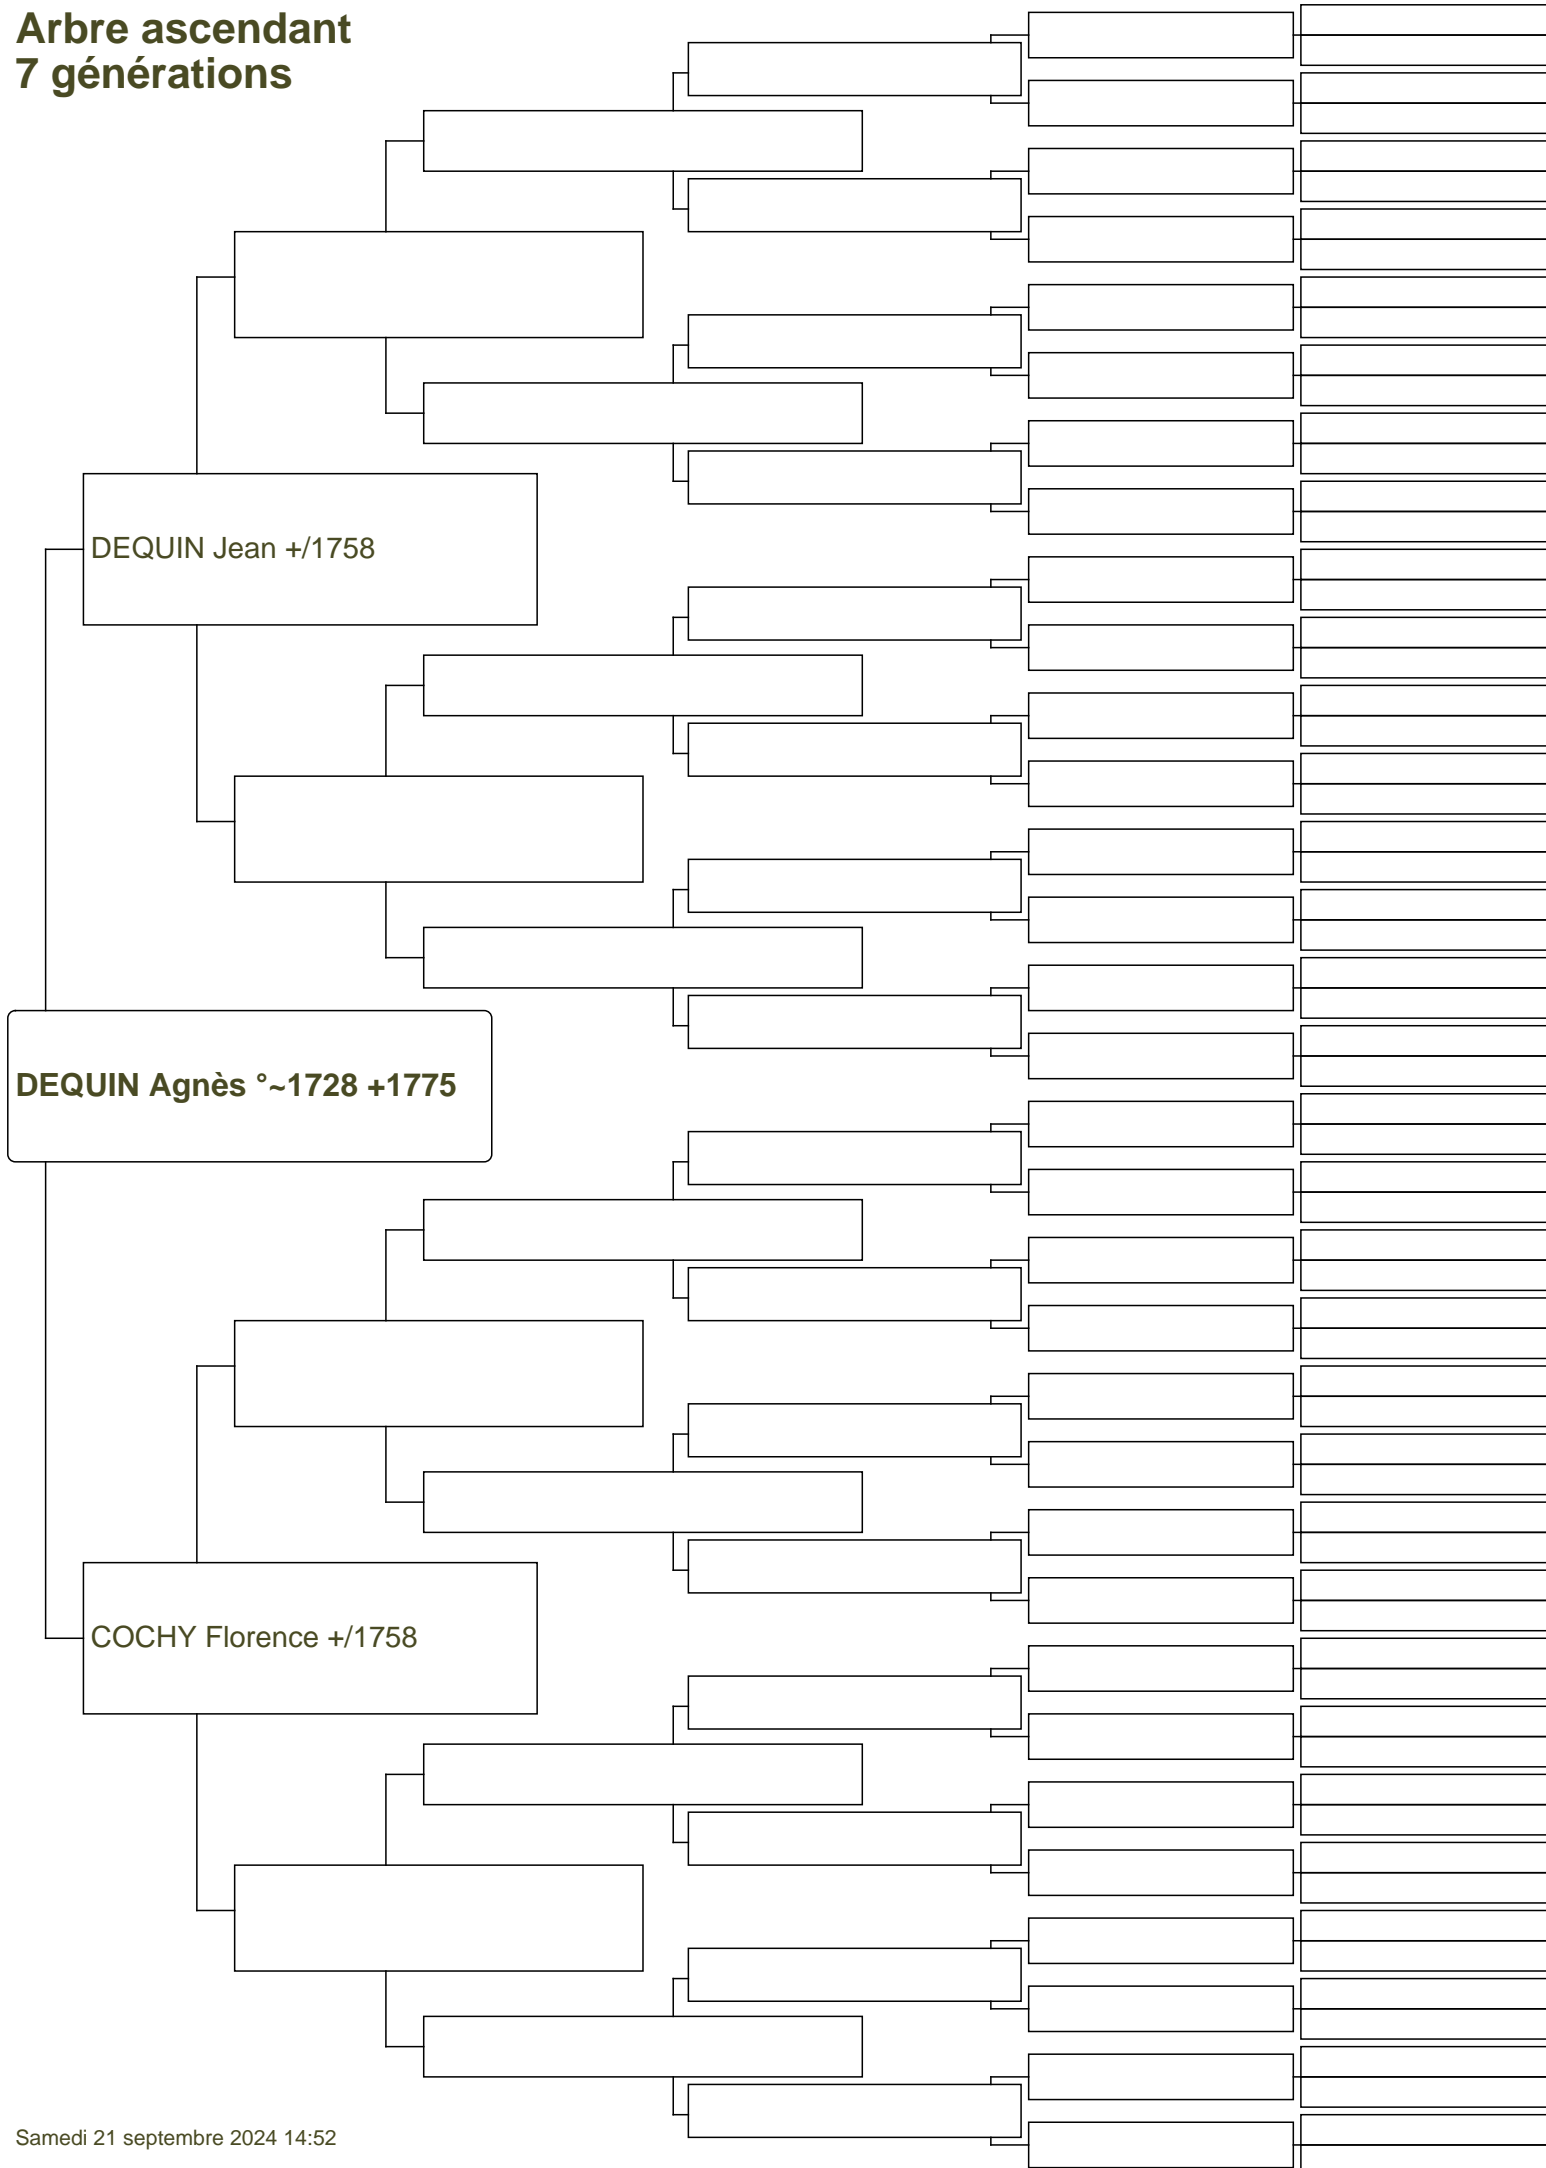 Arbre ascendant
7 générations
DEQUIN Jean +/1758
DEQUIN Agnès °~1728 +1775
COCHY Florence +/1758
Samedi 21 septembre 2024 14:52